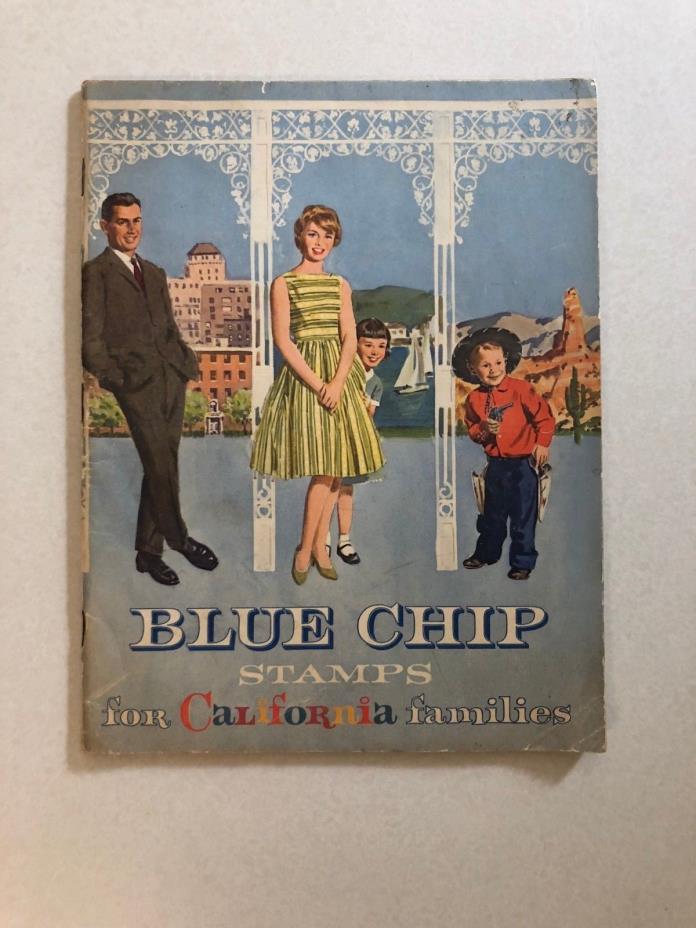 BLUE CHIP
STAMPS
for California families